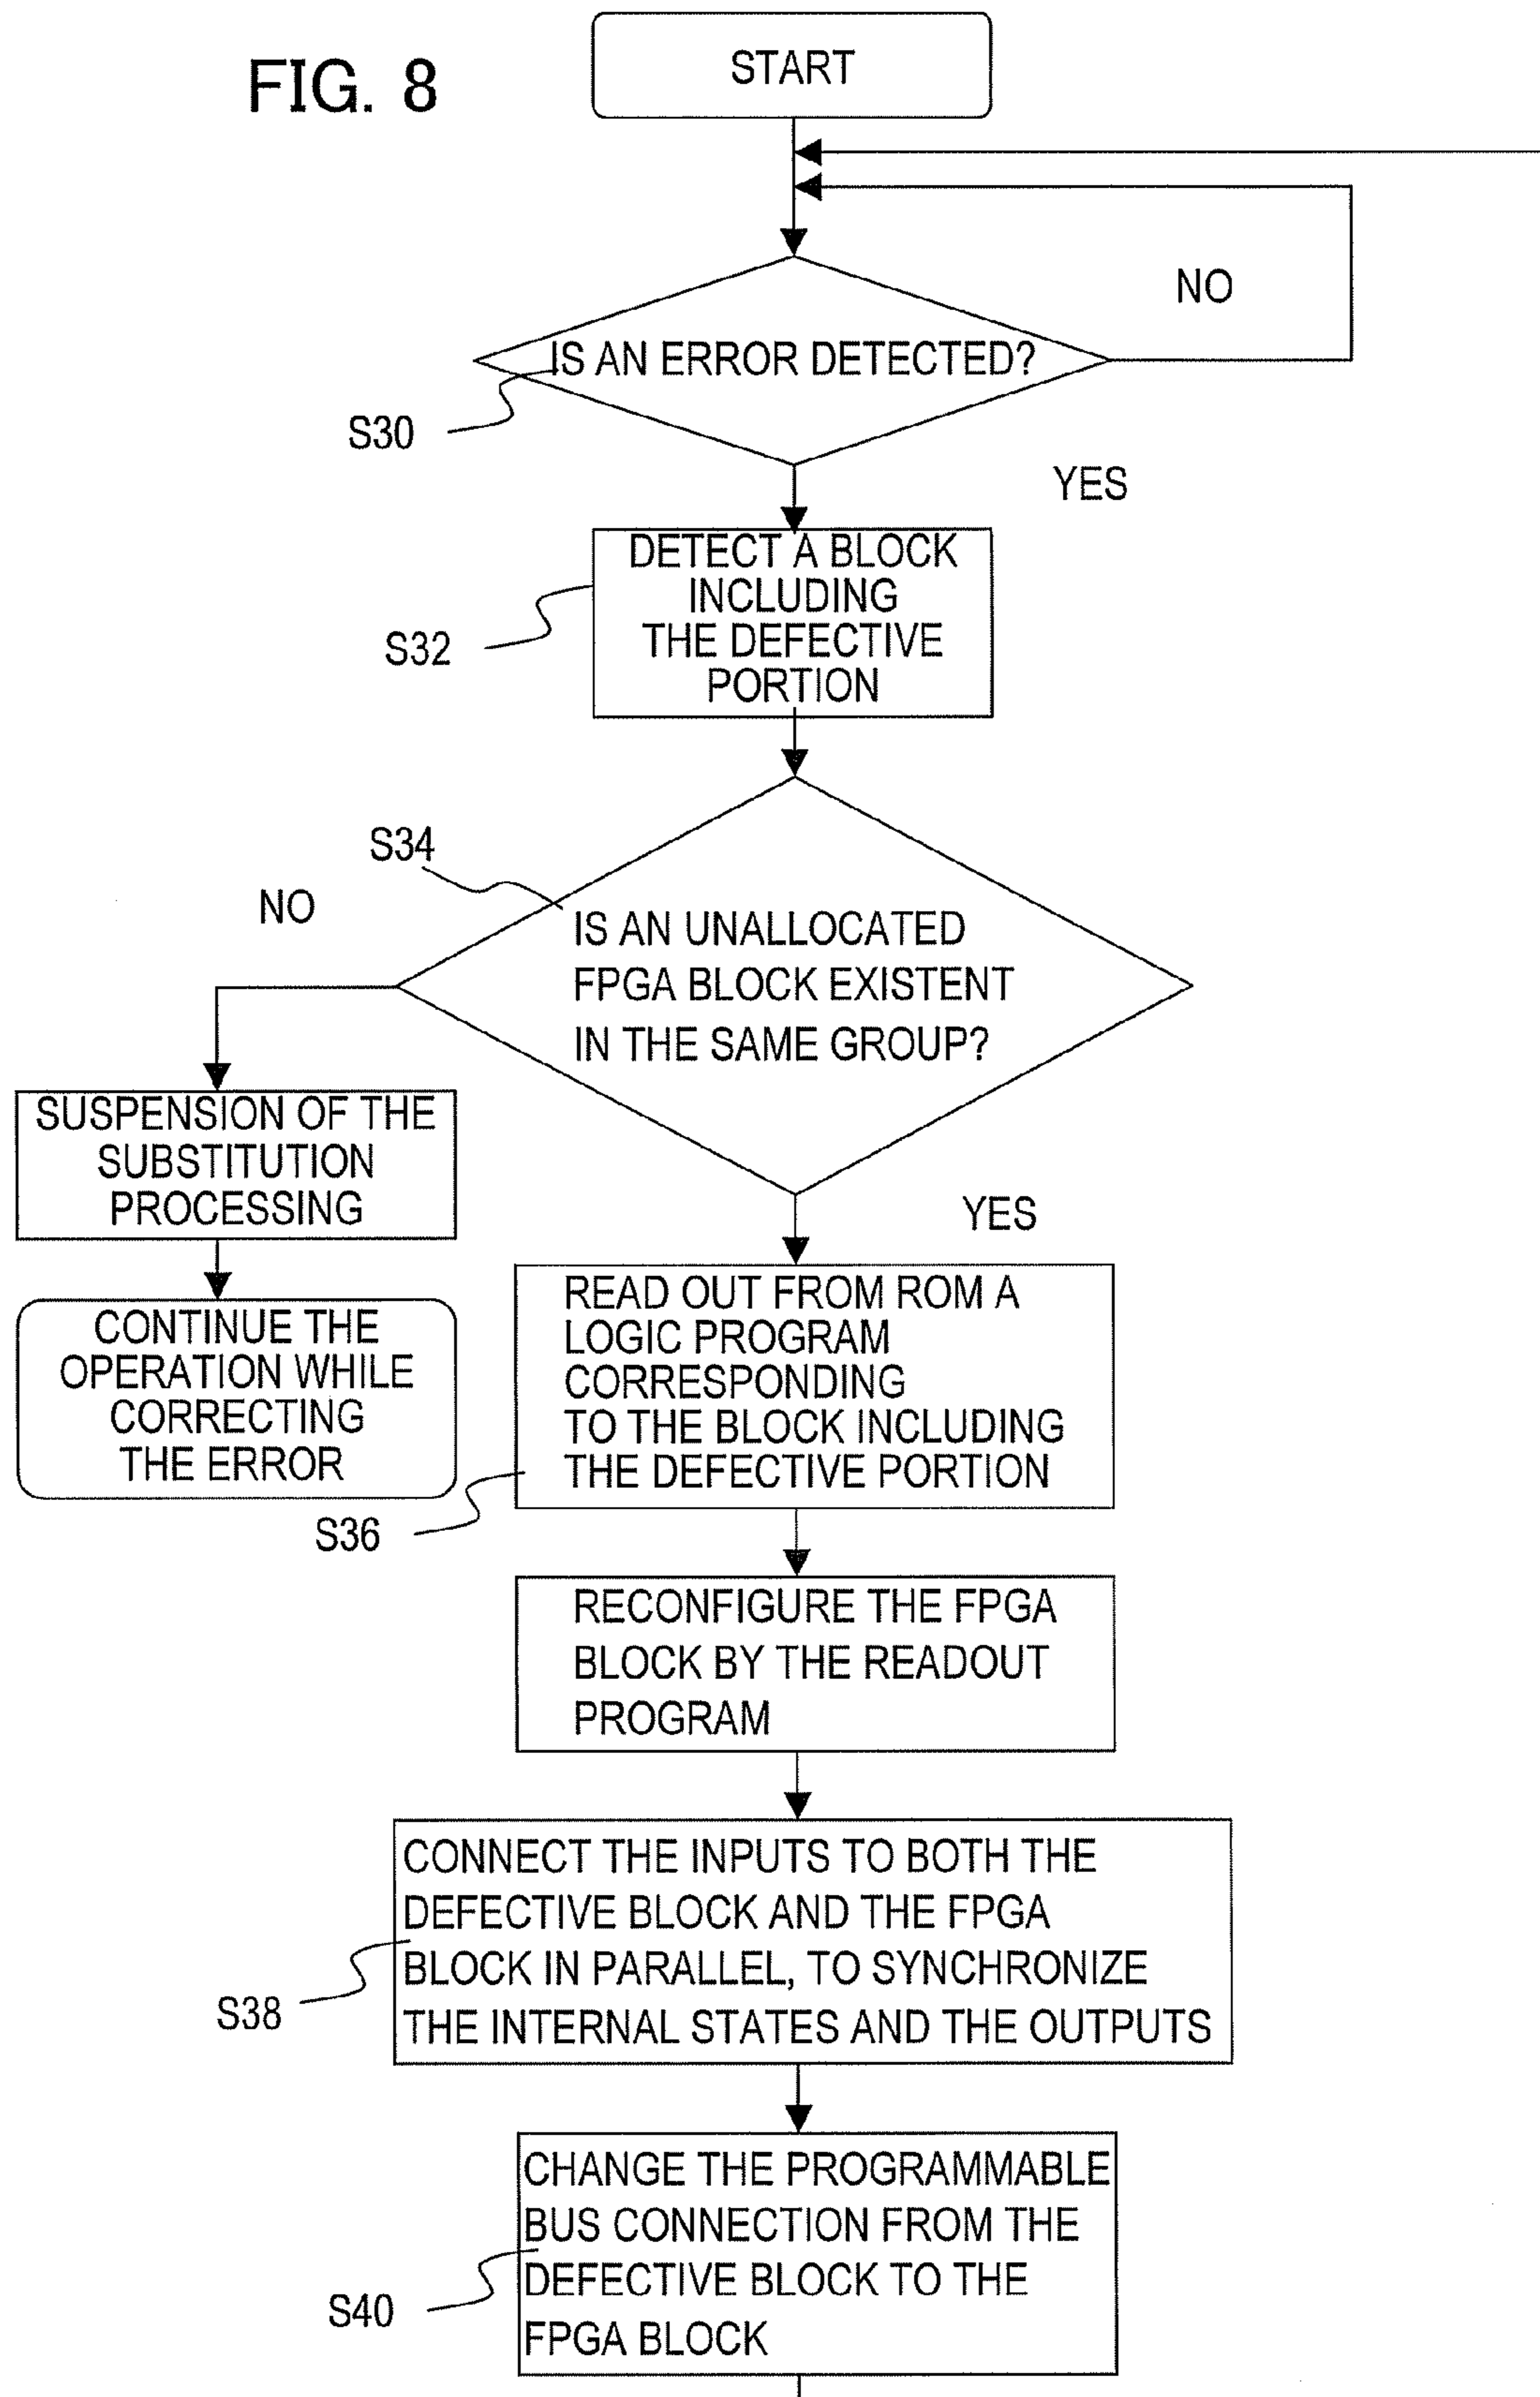 FIG. 8
START
NO
IS AN ERROR DETECTED?
S30
YES
DETECT A BLOCK
INCLUDING
THE DEFECTIVE
PORTION
S32
S34
NO
IS AN UNALLOCATED
FPGA BLOCK EXISTENT
IN THE SAME GROUP?
SUSPENSION OF THE
SUBSTITUTION
PROCESSING
YES
CONTINUE THE
OPERATION WHILE
CORRECTING
THE ERROR
READ OUT FROM ROM A
LOGIC PROGRAM
CORRESPONDING
TO THE BLOCK INCLUDING
THE DEFECTIVE PORTION
S36
RECONFIGURE THE FPGA
BLOCK BY THE READOUT
PROGRAM
CONNECT THE INPUTS TO BOTH THE
DEFECTIVE BLOCK AND THE FPGA
BLOCK IN PARALLEL, TO SYNCHRONIZE
THE INTERNAL STATES AND THE OUTPUTS
S38
CHANGE THE PROGRAMMABLE
BUS CONNECTION FROM THE
DEFECTIVE BLOCK TO THE
FPGA BLOCK
S40